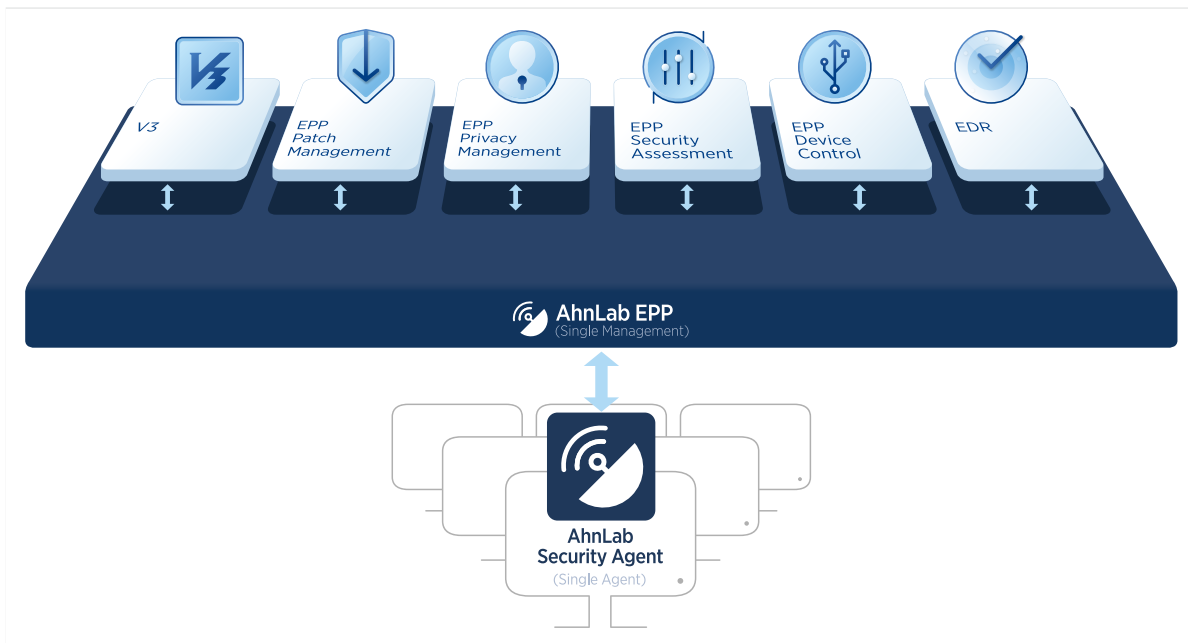 V3
V3
EPP
Patch
Management
EPP
Privacy
Management
EPP
Security
Assessment
EPP
Device
Control
EDR
AhnLab EPP
(Single Management)
AhnLab
Security Agent
(Single Agent)